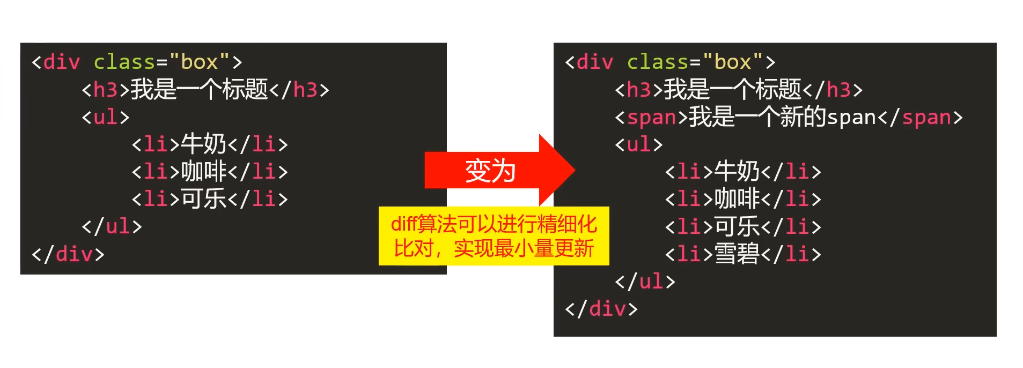 <div class="box">
    <h3>我是一个标题</h3>
    <ul>
        <li>牛奶</li>
        <li>咖啡</li>
        <li>可乐</li>
    </ul>
</div>
变为
diff算法可以进行精细化
比对，实现最小量更新
<div class="box">
    <h3>我是一个标题</h3>
    <span>我是一个新的span</span>
    <ul>
        <li>牛奶</li>
        <li>咖啡</li>
        <li>可乐</li>
        <li>雪碧</li>
    </ul>
</div>